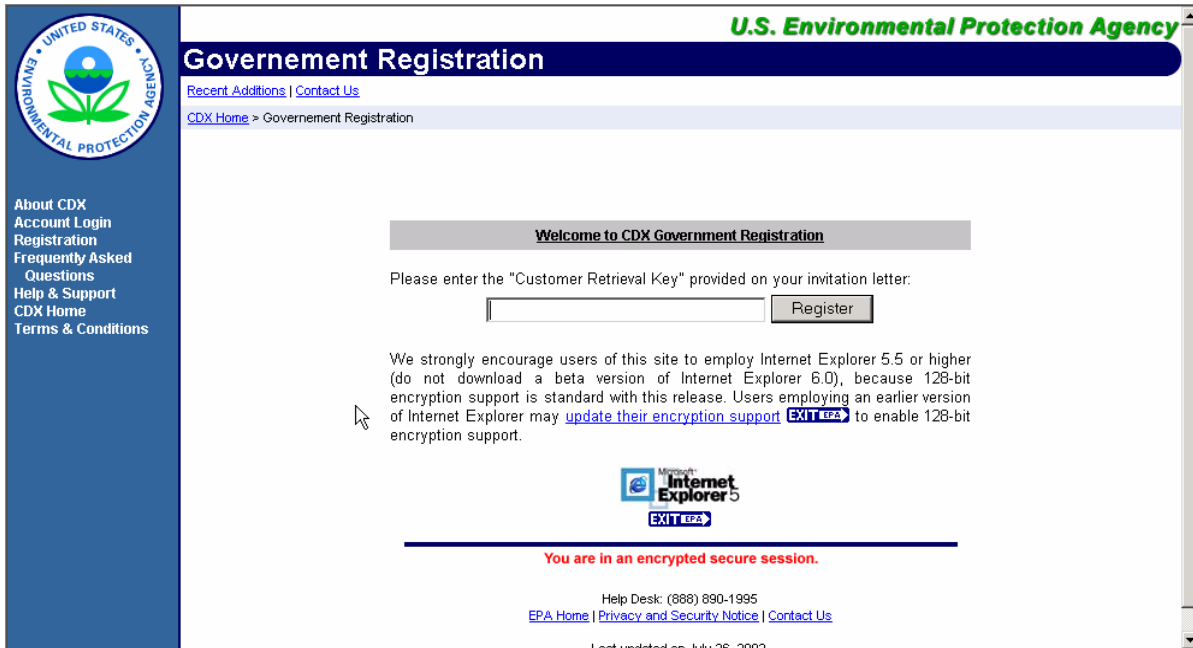 UNITED STATES
ENVIRONMENTAL PROTECTION AGENCY
U.S. Environmental Protection Agency
Governement Registration
Recent Additions | Contact Us
CDX Home > Governement Registration
About CDX
Account Login
Registration
Frequently Asked
Questions
Help & Support
CDX Home
Terms & Conditions
Welcome to CDX Government Registration
Please enter the "Customer Retrieval Key" provided on your invitation letter:
Register
We strongly encourage users of this site to employ Internet Explorer 5.5 or higher
(do not download a beta version of Internet Explorer 6.0), because 128-bit
encryption support is standard with this release. Users employing an earlier version
of Internet Explorer may update their encryption support EXIT EPA to enable 128-bit
encryption support.
Microsoft
Internet
Explorer 5
EXIT EPA
You are in an encrypted secure session.
Help Desk: (888) 890-1995
EPA Home | Privacy and Security Notice | Contact Us
Last updated on July 26, 2002